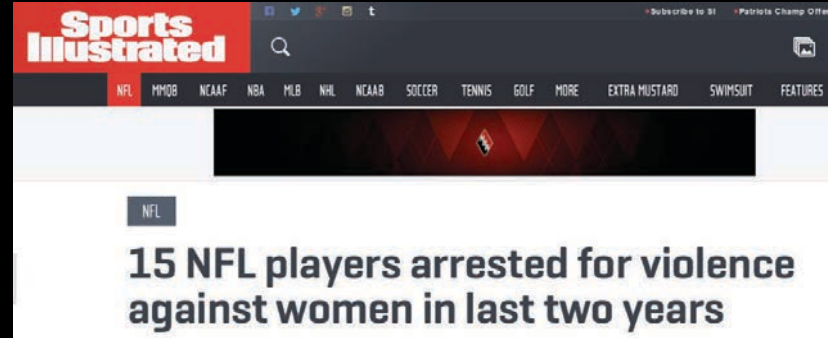 Sports
Illustrated
f g+ t
Subscribe to SI Patriots Champ Offer
NFL MMQB NCAAF NBA MLB NHL NCAAB SOCCER TENNIS GOLF MORE EXTRA MUSTARD SWIMSUIT FEATURES
NFL
15 NFL players arrested for violence
against women in last two years